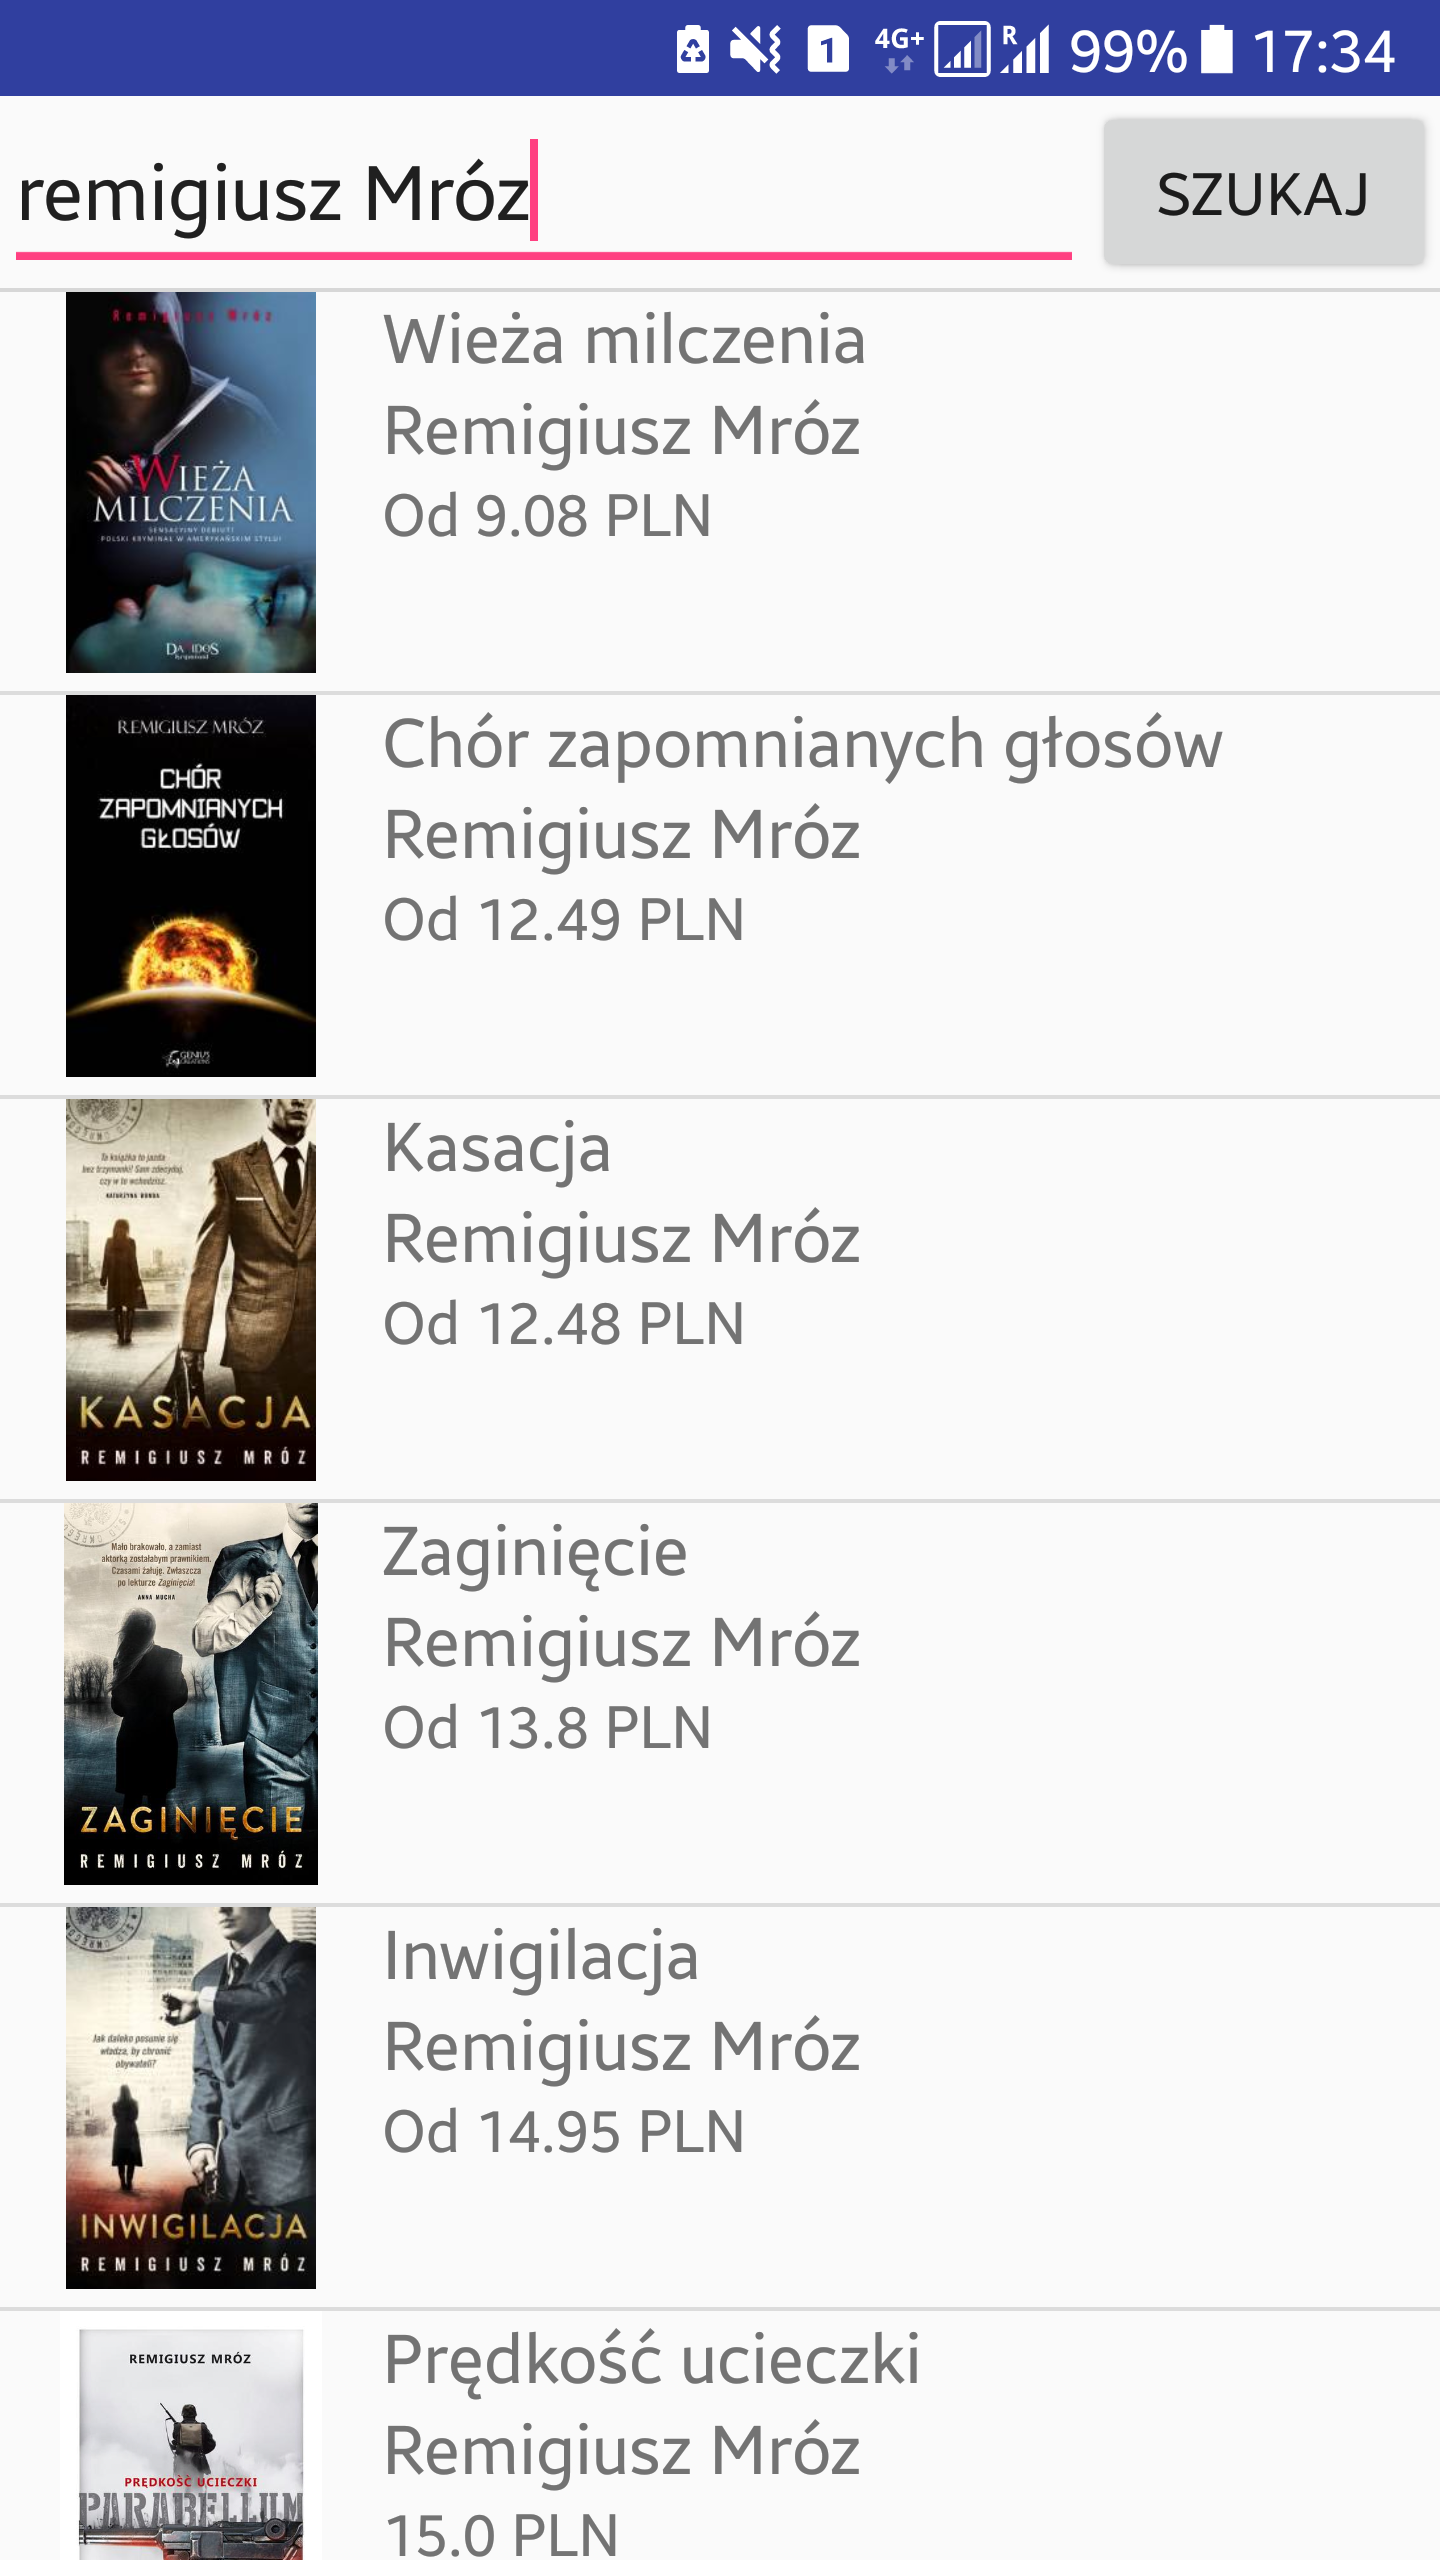 4G+ R 99% 17:34
1
remigiusz Mróz
SZUKAJ
Remigiusz Mróz
WIEŻA
MILCZENIA
SENSACYJNY DEBIUT!
POLSKI KRYMINAŁ W AMERYKAŃSKIM STYLU!
Wieża milczenia
Remigiusz Mróz
Od 9.08 PLN
REMIGIUSZ MRÓZ
CHÓR
ZAPOMNIANYCH
GŁOSÓW
GENIUS
CREATIONS
Chór zapomnianych głosów
Remigiusz Mróz
Od 12.49 PLN
Ta książka to jazda
bez trzymanki! Sam zdecyduj,
czy w to wchodzisz.
KATARZYNA BONDA
KASACJA
REMIGIUSZ MRÓZ
Kasacja
Remigiusz Mróz
Od 12.48 PLN
Mało brakowało, a zamiast
aktorką zostałabym prawnikiem.
Czasami żałuję. Zwłaszcza
po lekturze Zaginięcia!
ANNA MUCHA
ZAGINIĘCIE
REMIGIUSZ MRÓZ
Zaginięcie
Remigiusz Mróz
Od 13.8 PLN
Jak daleko posunie się
władza, by chronić
obywateli?
INWIGILACJA
REMIGIUSZ MRÓZ
Inwigilacja
Remigiusz Mróz
Od 14.95 PLN
REMIGIUSZ MRÓZ
PRĘDKOŚĆ UCIECZKI
PARABELLUM
Prędkość ucieczki
Remigiusz Mróz
15.0 PLN